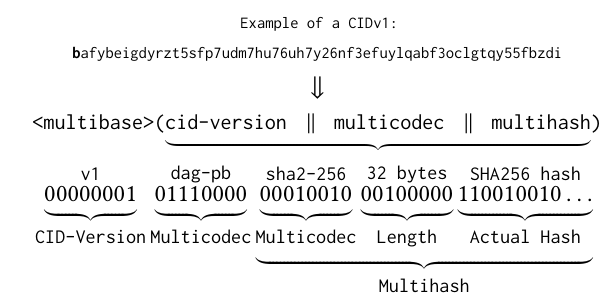 Example of a CIDv1:
bafybeigdyrzt5sfp7udm7hu76uh7y26nf3efuylqabf3oclgtqy55fbzdi
⇓
<multibase>(cid-version || multicodec || multihash)
v1 dag-pb sha2-256 32 bytes SHA256 hash
00000001 01110000 00010010 00100000 110010010...
CID-Version Multicodec Multicodec Length Actual Hash
Multihash